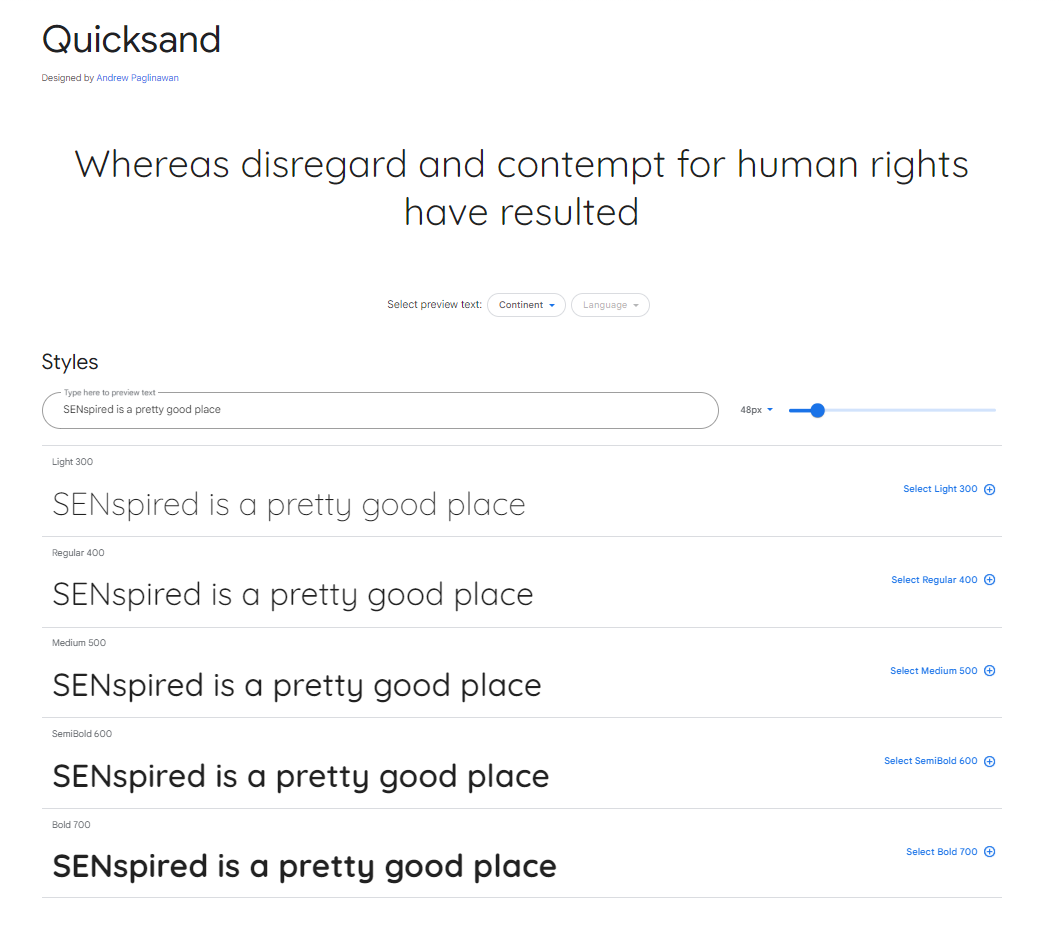 Quicksand
Designed by Andrew Paglinawan
Whereas disregard and contempt for human rights
have resulted
Select preview text: Continent Language
Styles
Type here to preview text
SENspired is a pretty good place
48px
Light 300
SENspired is a pretty good place
Select Light 300
Regular 400
SENspired is a pretty good place
Select Regular 400
Medium 500
SENspired is a pretty good place
Select Medium 500
SemiBold 600
SENspired is a pretty good place
Select SemiBold 600
Bold 700
SENspired is a pretty good place
Select Bold 700